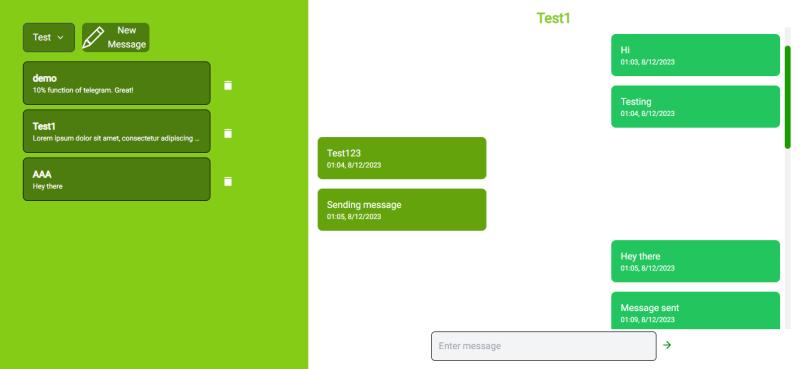 Test
New
Message
demo
10% function of telegram. Great!
Test1
Lorem ipsum dolor sit amet, consectetur adipiscing ...
AAA
Hey there
Test1
Hi
01:03, 8/12/2023
Testing
01:04, 8/12/2023
Test123
01:04, 8/12/2023
Sending message
01:05, 8/12/2023
Hey there
01:05, 8/12/2023
Message sent
01:09, 8/12/2023
Enter message